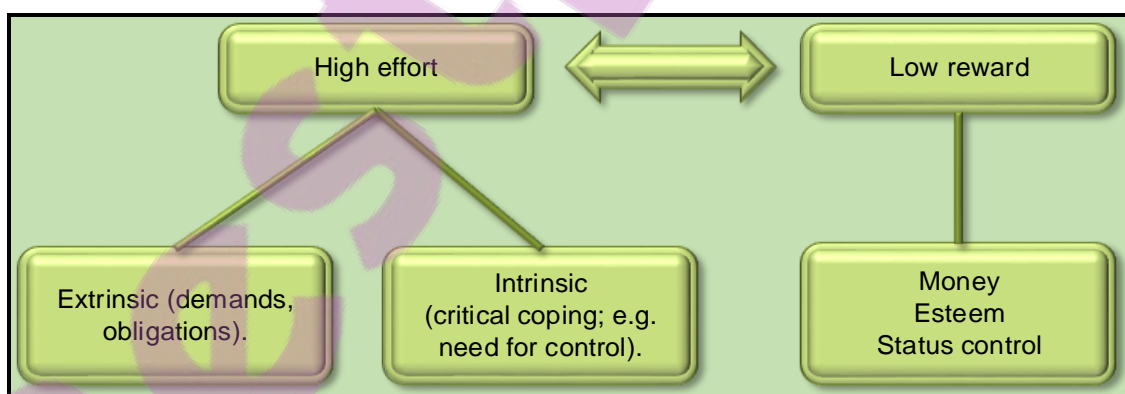 High effort
Low reward
Extrinsic (demands,
obligations).
Intrinsic
(critical coping; e.g.
need for control).
Money
Esteem
Status control